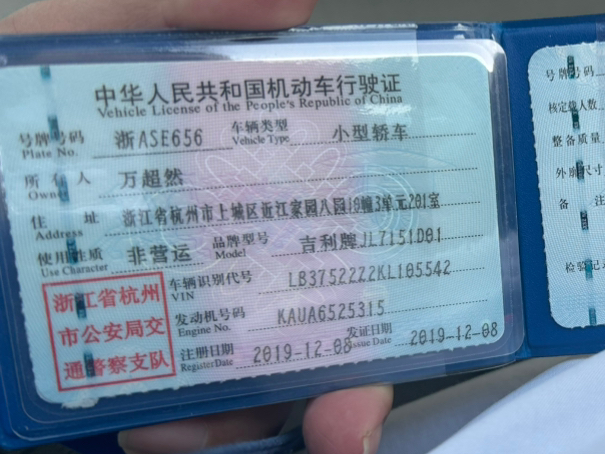 中华人民共和国机动车行驶证
Vehicle License of the People's Republic of China
号牌号码 浙ASE656 车辆类型 小型轿车
Plate No. Vehicle Type
所有人 万超然
Owner
住址 浙江省杭州市上城区近江家园八园18幢3单元201室
Address
使用性质 非营运 品牌型号 吉利牌JL7151D81
Use Character Model
浙江省杭州
市公安局交
通警察支队
车辆识别代号 LB37522Z2KL105542
VIN
发动机号码 KAUA6525315
Engine No.
注册日期 2019-12-08 发证日期 2019-12-08
Register Date Issue Date
号牌号码
核定载人数
整备质量
外廓尺寸
备注
检验记